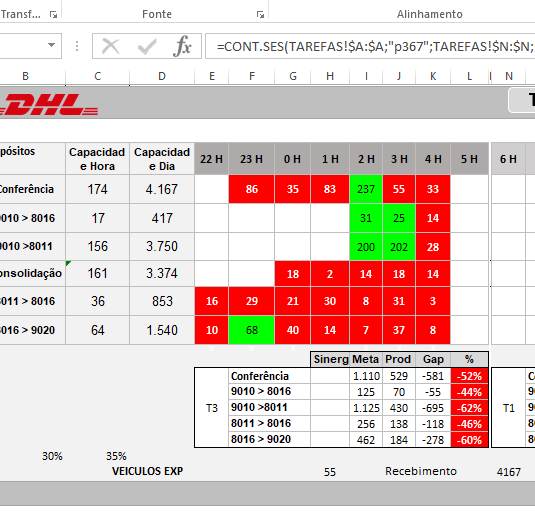 Transf... Fonte Alinhamento
fx =CONT.SES(TAREFAS!$A:$A;"p367";TAREFAS!$N:$N;
B C D E F G H I J K L N
DHL
pósitos Capacidad e Hora Capacidad e Dia 22 H 23 H 0 H 1 H 2 H 3 H 4 H 5 H 6 H
Conferência 174 4.167 86 35 83 237 55 33
9010 > 8016 17 417 31 25 14
9010 >8011 156 3.750 200 202 28
onsolidação 161 3.374 18 2 14 18 14
8011 > 8016 36 853 16 29 21 30 8 31 3
8016 > 9020 64 1.540 10 68 40 14 7 37 8
Sinerg Meta Prod Gap %
Conferência 1.110 529 -581 -52%
9010 > 8016 125 70 -55 -44%
T3 9010 >8011 1.125 430 -695 -62% T1
8011 > 8016 256 138 -118 -46%
8016 > 9020 462 184 -278 -60%
30% 35%
VEICULOS EXP 55 Recebimento 4167